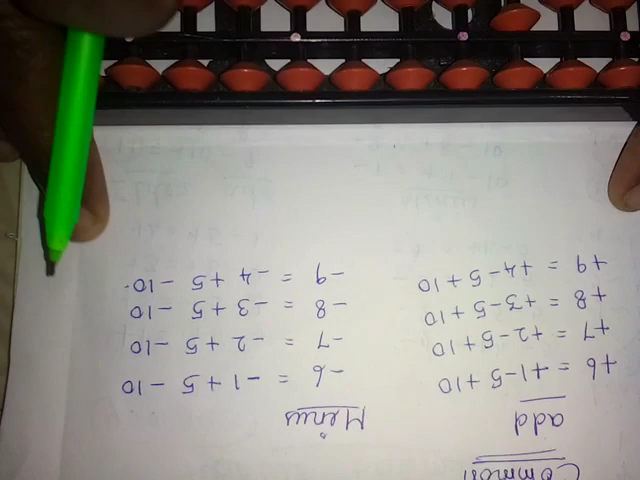 Common
add Minus
+6 = +1-5+10 -6 = -1+5 -10
+7 = +2-5+10 -7 = -2+5 -10
+8 = +3-5+10 -8 = -3+5 -10
+9 = +4-5+10 -9 = -4+5 -10.